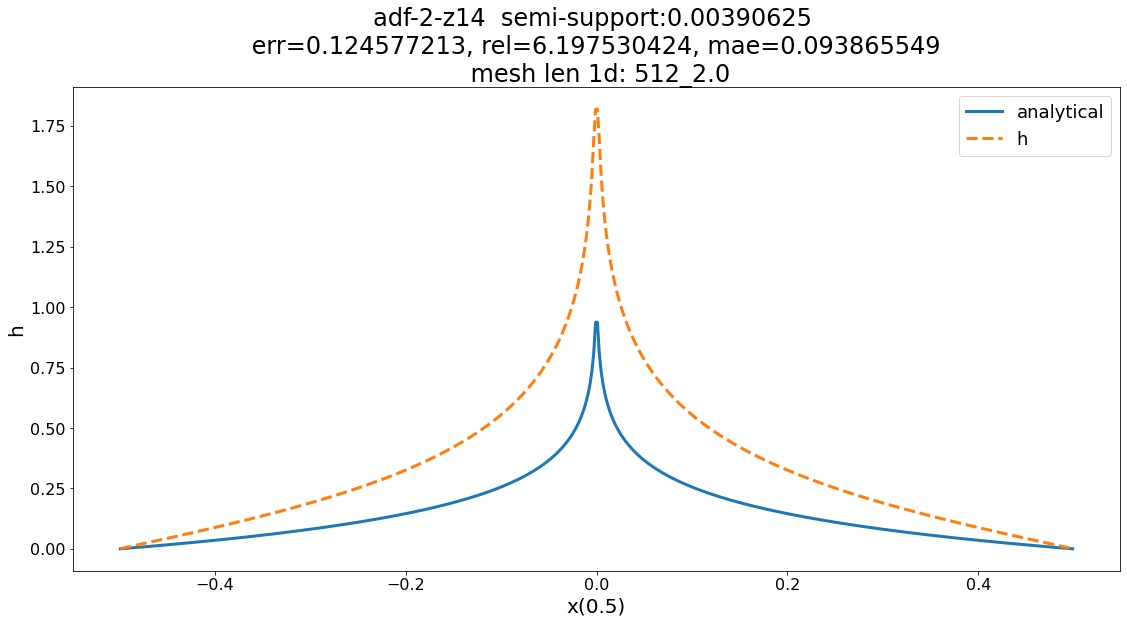 adf-2-z14  semi-support:0.00390625
err=0.124577213, rel=6.197530424, mae=0.093865549
mesh len 1d: 512_2.0
analytical
h
1.75
1.50
1.25
1.00
0.75
0.50
0.25
0.00
h
−0.4
−0.2
0.0
0.2
0.4
x(0.5)